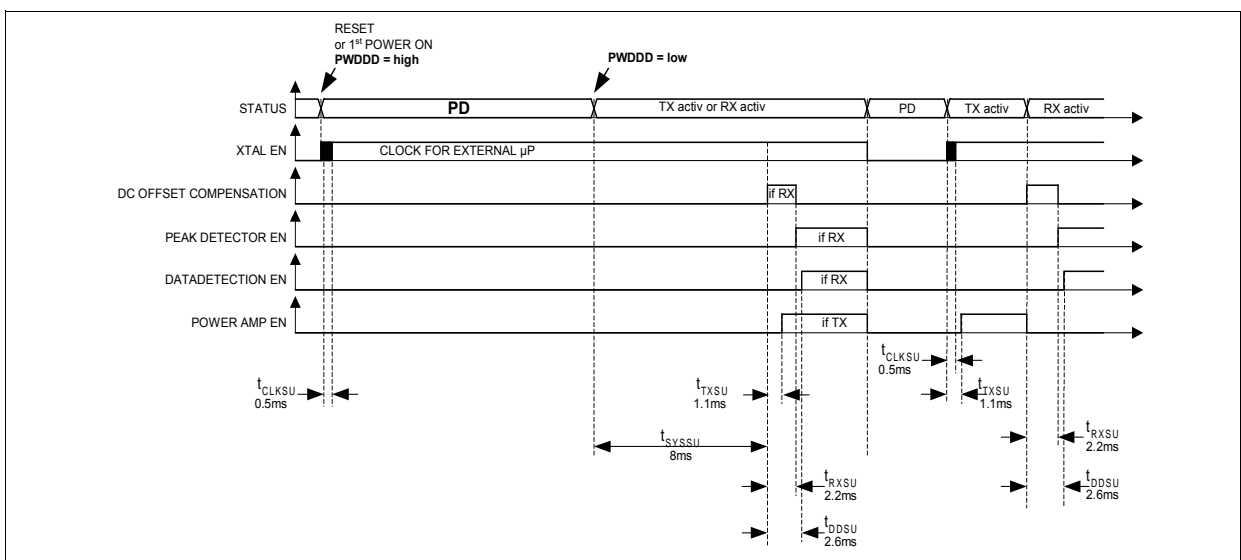 RESET
or 1st POWER ON
PWDDD = high
PWDDD = low
STATUS
PD
TX activ or RX activ
PD
TX activ
RX activ
XTAL EN
CLOCK FOR EXTERNAL µP
DC OFFSET COMPENSATION
if RX
PEAK DETECTOR EN
if RX
DATADETECTION EN
if RX
POWER AMP EN
if TX
tCLKSU
0.5ms
tTXSU
1.1ms
tCLKSU
0.5ms
tTXSU
1.1ms
tSYSSU
8ms
tRXSU
2.2ms
tRXSU
2.2ms
tDDSU
2.6ms
tDDSU
2.6ms